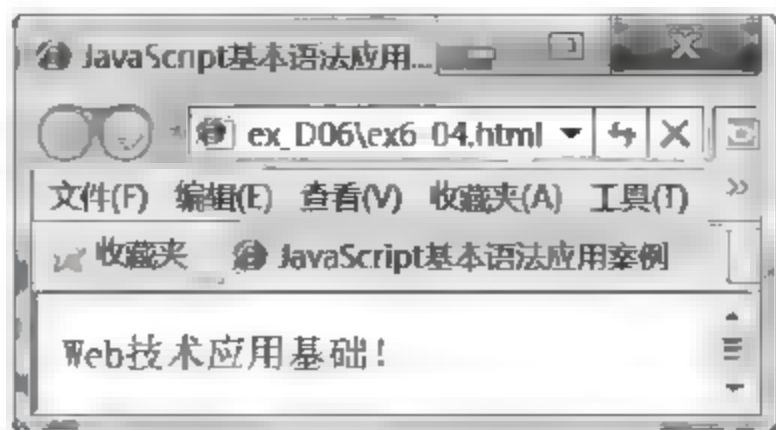 JavaScript基本语法应用...
ex_D06\ex6_04.html
文件(F) 编辑(E) 查看(V) 收藏夹(A) 工具(T) »
收藏夹 JavaScript基本语法应用案例
Web技术应用基础!